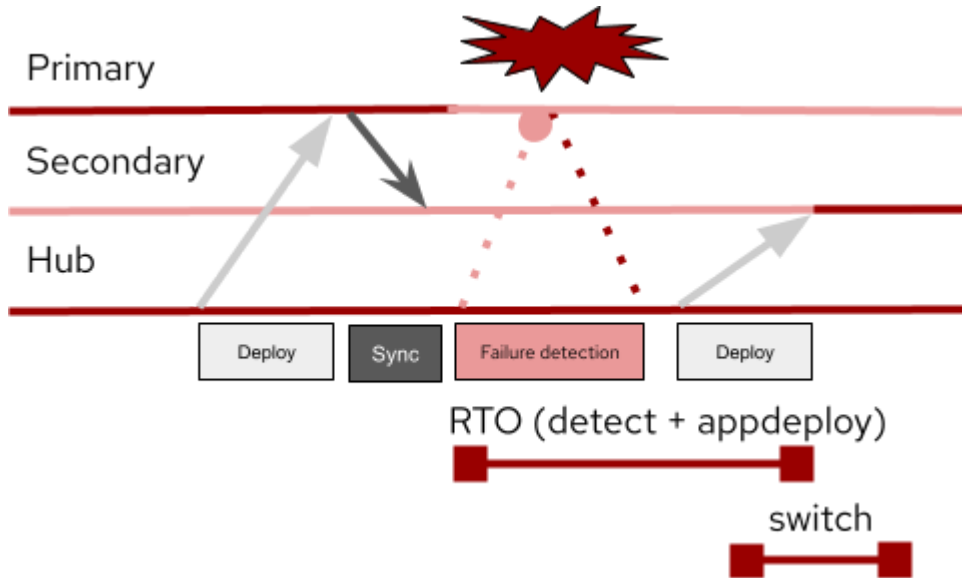 Primary
Secondary
Hub
Deploy
Sync
Failure detection
Deploy
RTO (detect + appdeploy)
switch